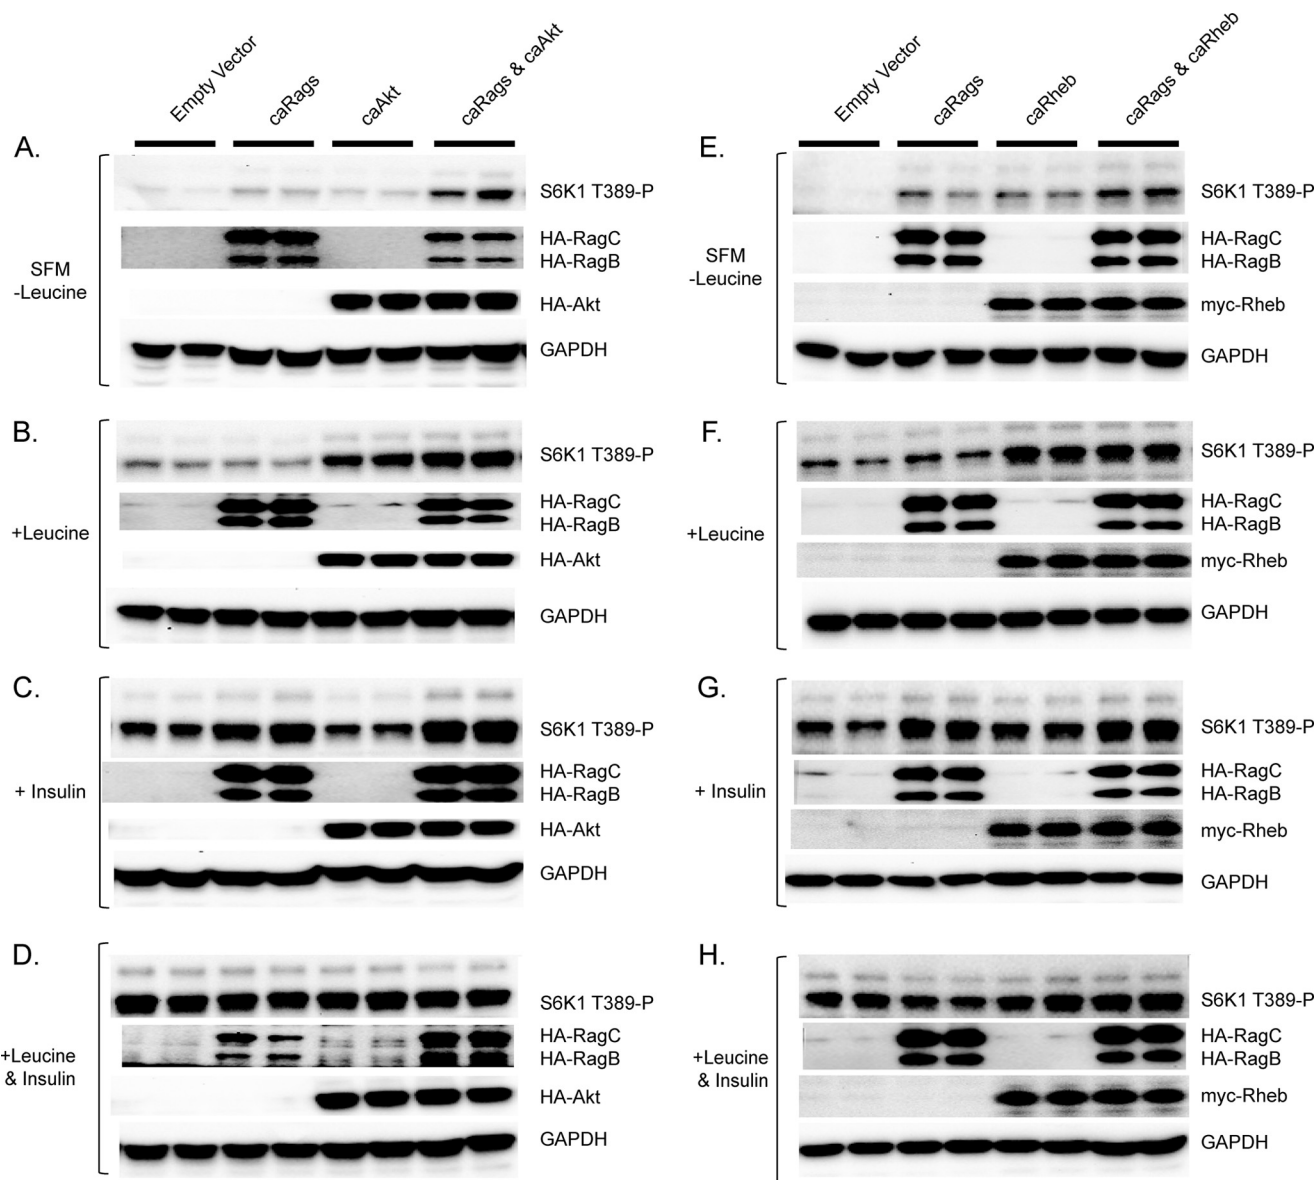 Empty Vector
caRags
caAkt
caRags & caAkt
A.
SFM
-Leucine
S6K1 T389-P
HA-RagC
HA-RagB
HA-Akt
GAPDH
B.
+Leucine
S6K1 T389-P
HA-RagC
HA-RagB
HA-Akt
GAPDH
C.
+ Insulin
S6K1 T389-P
HA-RagC
HA-RagB
HA-Akt
GAPDH
D.
+Leucine
& Insulin
S6K1 T389-P
HA-RagC
HA-RagB
HA-Akt
GAPDH
Empty Vector
caRags
caRheb
caRags & caRheb
E.
SFM
-Leucine
S6K1 T389-P
HA-RagC
HA-RagB
myc-Rheb
GAPDH
F.
+Leucine
S6K1 T389-P
HA-RagC
HA-RagB
myc-Rheb
GAPDH
G.
+ Insulin
S6K1 T389-P
HA-RagC
HA-RagB
myc-Rheb
GAPDH
H.
+Leucine
& Insulin
S6K1 T389-P
HA-RagC
HA-RagB
myc-Rheb
GAPDH